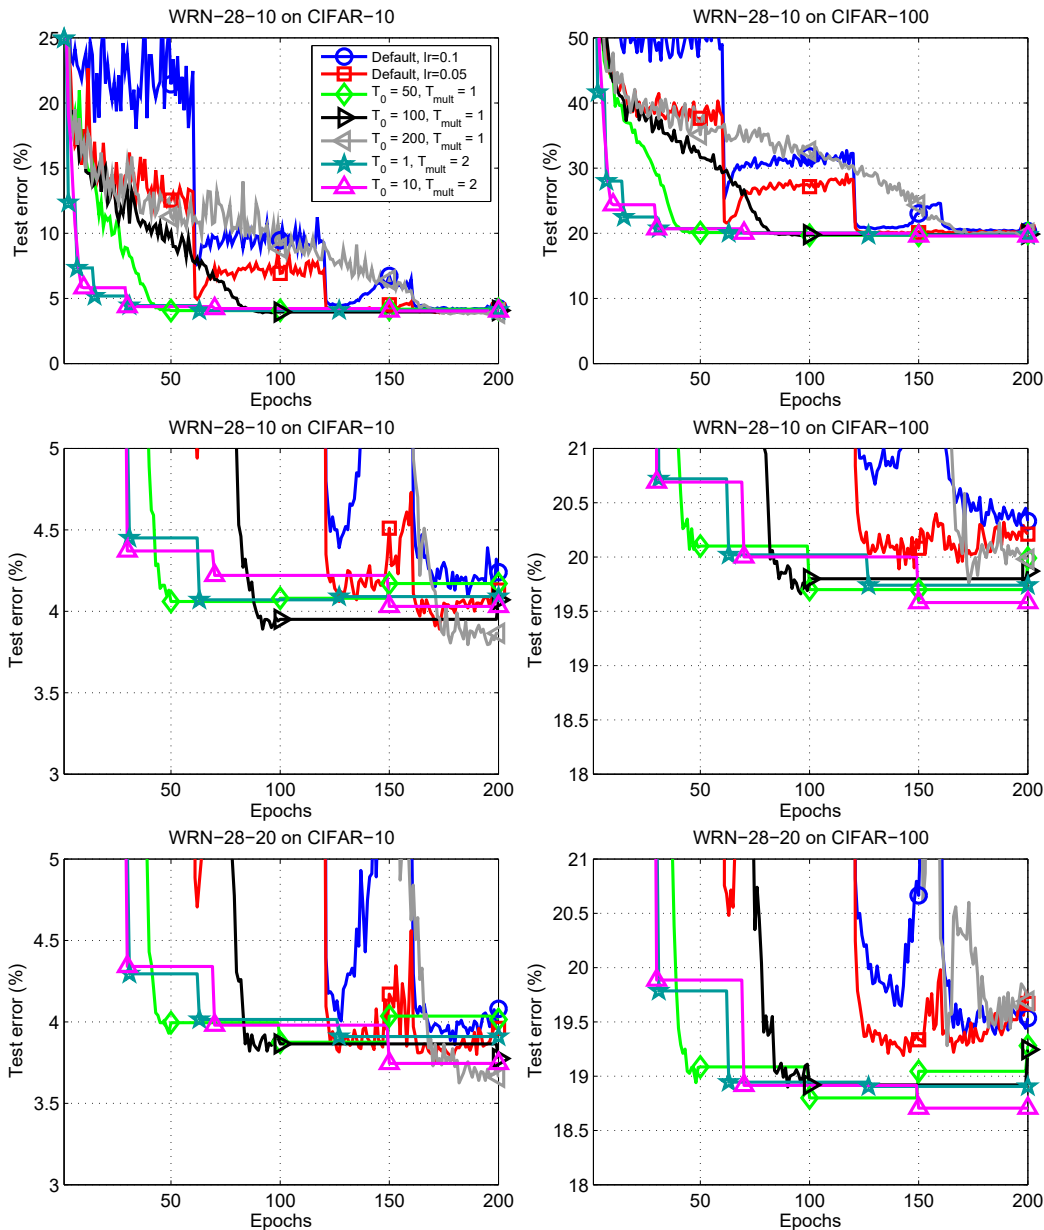 WRN−28−10 on CIFAR−10
25
20
15
10
5
0
50
100
150
200
Test error (%)
Epochs
Default, lr=0.1
Default, lr=0.05
T0 = 50, Tmult = 1
T0 = 100, Tmult = 1
T0 = 200, Tmult = 1
T0 = 1, Tmult = 2
T0 = 10, Tmult = 2
WRN−28−10 on CIFAR−100
50
40
30
20
10
0
50
100
150
200
Test error (%)
Epochs
WRN−28−10 on CIFAR−10
5
4.5
4
3.5
3
50
100
150
200
Test error (%)
Epochs
WRN−28−10 on CIFAR−100
21
20.5
20
19.5
19
18.5
18
50
100
150
200
Test error (%)
Epochs
WRN−28−20 on CIFAR−10
5
4.5
4
3.5
3
50
100
150
200
Test error (%)
Epochs
WRN−28−20 on CIFAR−100
21
20.5
20
19.5
19
18.5
18
50
100
150
200
Test error (%)
Epochs